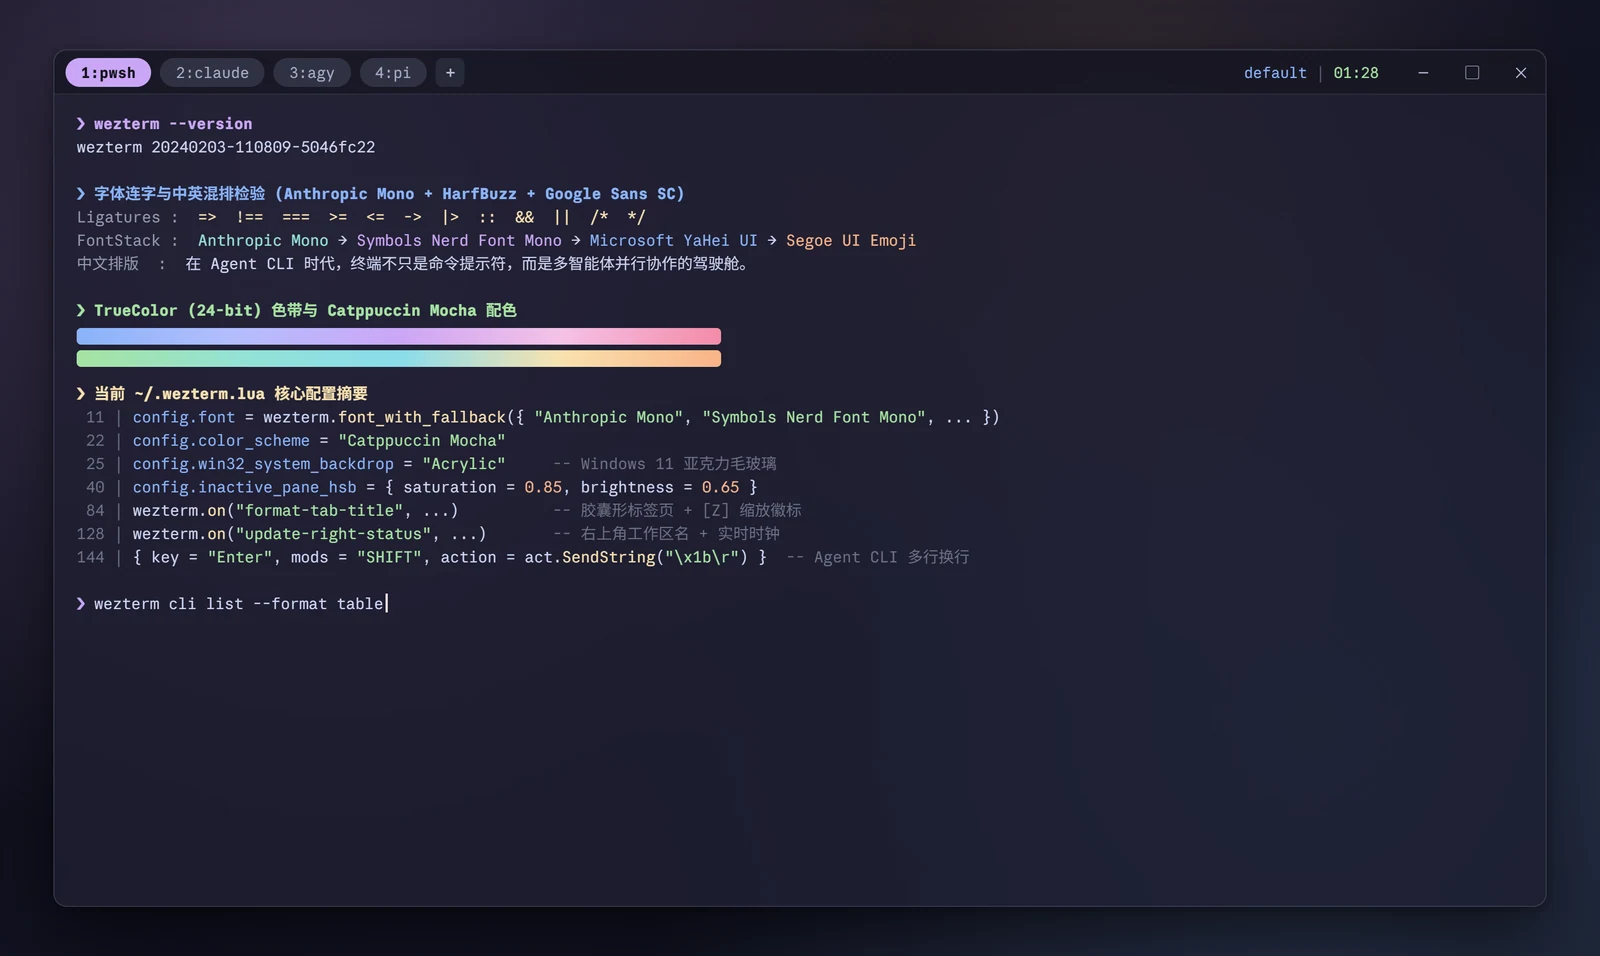 1:pwsh 2:claude 3:agy 4:pi + default | 01:28
❯ wezterm --version
wezterm 20240203-110809-5046fc22
❯ 字体连字与中英混排检验 (Anthropic Mono + HarfBuzz + Google Sans SC)
Ligatures : => !== === >= <= -> |> :: && || /* */
FontStack : Anthropic Mono → Symbols Nerd Font Mono → Microsoft YaHei UI → Segoe UI Emoji
中文排版 : 在 Agent CLI 时代，终端不只是命令提示符，而是多智能体并行协作的驾驶舱。
❯ TrueColor (24-bit) 色带与 Catppuccin Mocha 配色
❯ 当前 ~/.wezterm.lua 核心配置摘要
11 | config.font = wezterm.font_with_fallback({ "Anthropic Mono", "Symbols Nerd Font Mono", ... })
22 | config.color_scheme = "Catppuccin Mocha"
25 | config.win32_system_backdrop = "Acrylic" -- Windows 11 亚克力毛玻璃
40 | config.inactive_pane_hsb = { saturation = 0.85, brightness = 0.65 }
84 | wezterm.on("format-tab-title", ...) -- 胶囊形标签页 + [Z] 缩放徽标
128 | wezterm.on("update-right-status", ...) -- 右上角工作区名 + 实时时钟
144 | { key = "Enter", mods = "SHIFT", action = act.SendString("\x1b\r") } -- Agent CLI 多行换行
❯ wezterm cli list --format table